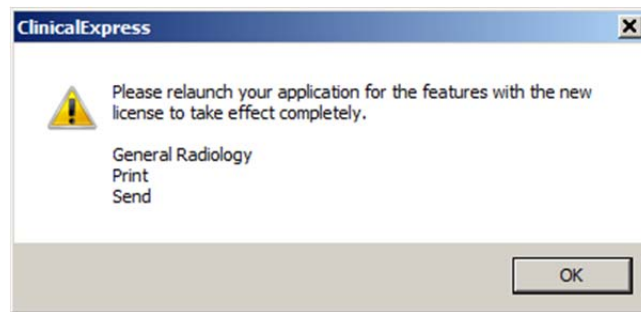 ClinicalExpress
Please relaunch your application for the features with the new
license to take effect completely.
General Radiology
Print
Send
OK